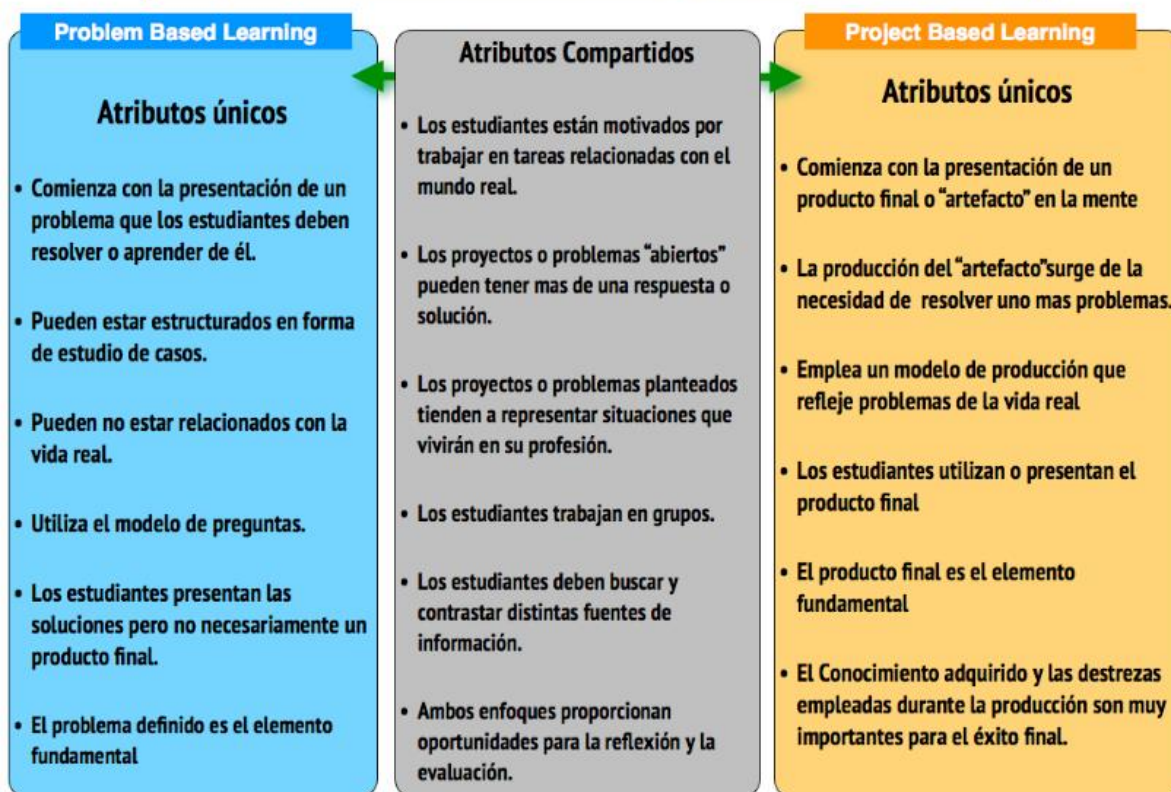 Problem Based Learning
Atributos únicos
• Comienza con la presentación de un
problema que los estudiantes deben
resolver o aprender de él.
• Pueden estar estructurados en forma
de estudio de casos.
• Pueden no estar relacionados con la
vida real.
• Utiliza el modelo de preguntas.
• Los estudiantes presentan las
soluciones pero no necesariamente un
producto final.
• El problema definido es el elemento
fundamental
Atributos Compartidos
• Los estudiantes están motivados por
trabajar en tareas relacionadas con el
mundo real.
• Los proyectos o problemas “abiertos”
pueden tener mas de una respuesta o
solución.
• Los proyectos o problemas planteados
tienden a representar situaciones que
vivirán en su profesión.
• Los estudiantes trabajan en grupos.
• Los estudiantes deben buscar y
contrastar distintas fuentes de
información.
• Ambos enfoques proporcionan
oportunidades para la reflexión y la
evaluación.
Project Based Learning
Atributos únicos
• Comienza con la presentación de un
producto final o “artefacto” en la mente
• La producción del “artefacto”surge de la
necesidad de resolver uno mas problemas.
• Emplea un modelo de producción que
refleje problemas de la vida real
• Los estudiantes utilizan o presentan el
producto final
• El producto final es el elemento
fundamental
• El Conocimiento adquirido y las destrezas
empleadas durante la producción son muy
importantes para el éxito final.